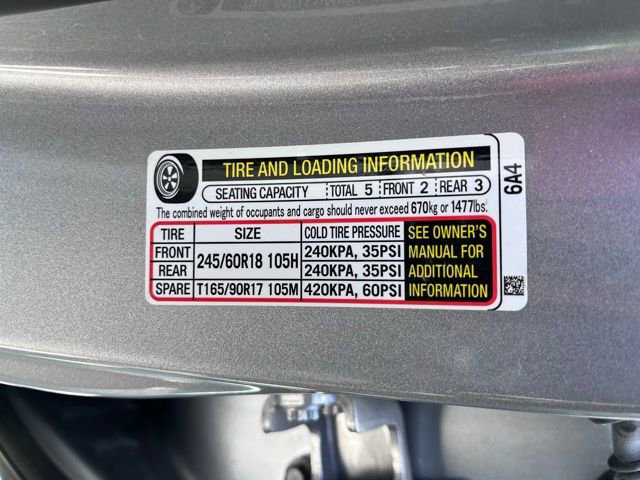 TIRE AND LOADING INFORMATION
SEATING CAPACITY TOTAL 5 FRONT 2 REAR 3
The combined weight of occupants and cargo should never exceed 670kg or 1477lbs.
TIRE SIZE COLD TIRE PRESSURE SEE OWNER'S MANUAL FOR ADDITIONAL INFORMATION
FRONT 245/60R18 105H 240KPA, 35PSI
REAR 240KPA, 35PSI
SPARE T165/90R17 105M 420KPA, 60PSI
6A4